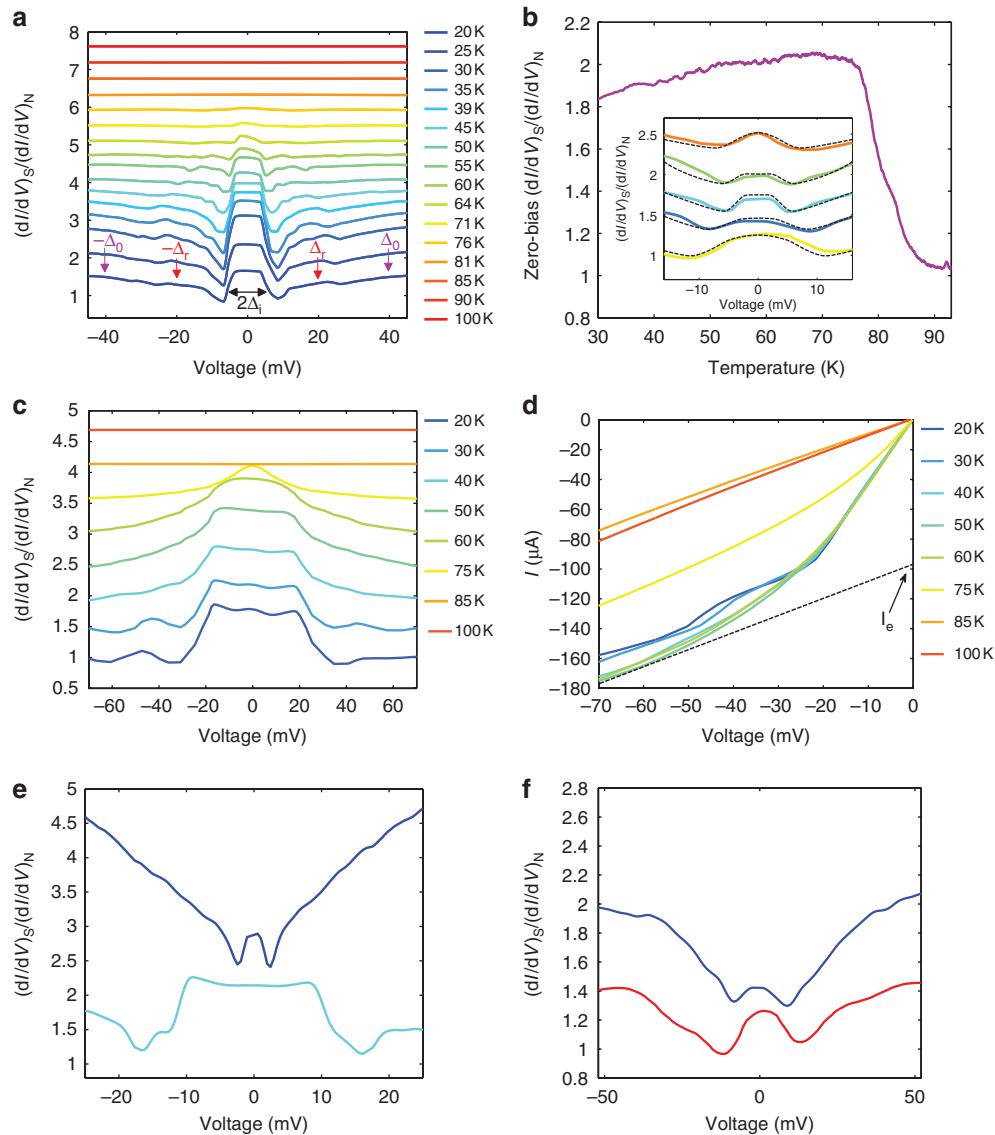 a
8
7
6
5
4
3
2
1
(dI/dV)S/(dI/dV)N
−Δ0
−Δr
Δr
Δ0
2Δi
−40 −20 0 20 40
Voltage (mV)
20 K
25 K
30 K
35 K
39 K
45 K
50 K
55 K
60 K
64 K
71 K
76 K
81 K
85 K
90 K
100 K
b
2.2
2
1.8
1.6
1.4
1.2
1
0.8
Zero-bias (dI/dV)S/(dI/dV)N
30 40 50 60 70 80 90
Temperature (K)
2.5
2
1.5
1
(dI/dV)S/(dI/dV)N
−10 0 10
Voltage (mV)
c
5
4.5
4
3.5
3
2.5
2
1.5
1
0.5
(dI/dV)S/(dI/dV)N
−60 −40 −20 0 20 40 60
Voltage (mV)
20 K
30 K
40 K
50 K
60 K
75 K
85 K
100 K
d
0
−20
−40
−60
−80
−100
−120
−140
−160
−180
I (μA)
Ie
−70 −60 −50 −40 −30 −20 −10 0
Voltage (mV)
20 K
30 K
40 K
50 K
60 K
75 K
85 K
100 K
e
5
4.5
4
3.5
3
2.5
2
1.5
1
(dI/dV)S/(dI/dV)N
−20 −10 0 10 20
Voltage (mV)
f
2.8
2.6
2.4
2.2
2
1.8
1.6
1.4
1.2
1
0.8
(dI/dV)S/(dI/dV)N
−50 0 50
Voltage (mV)